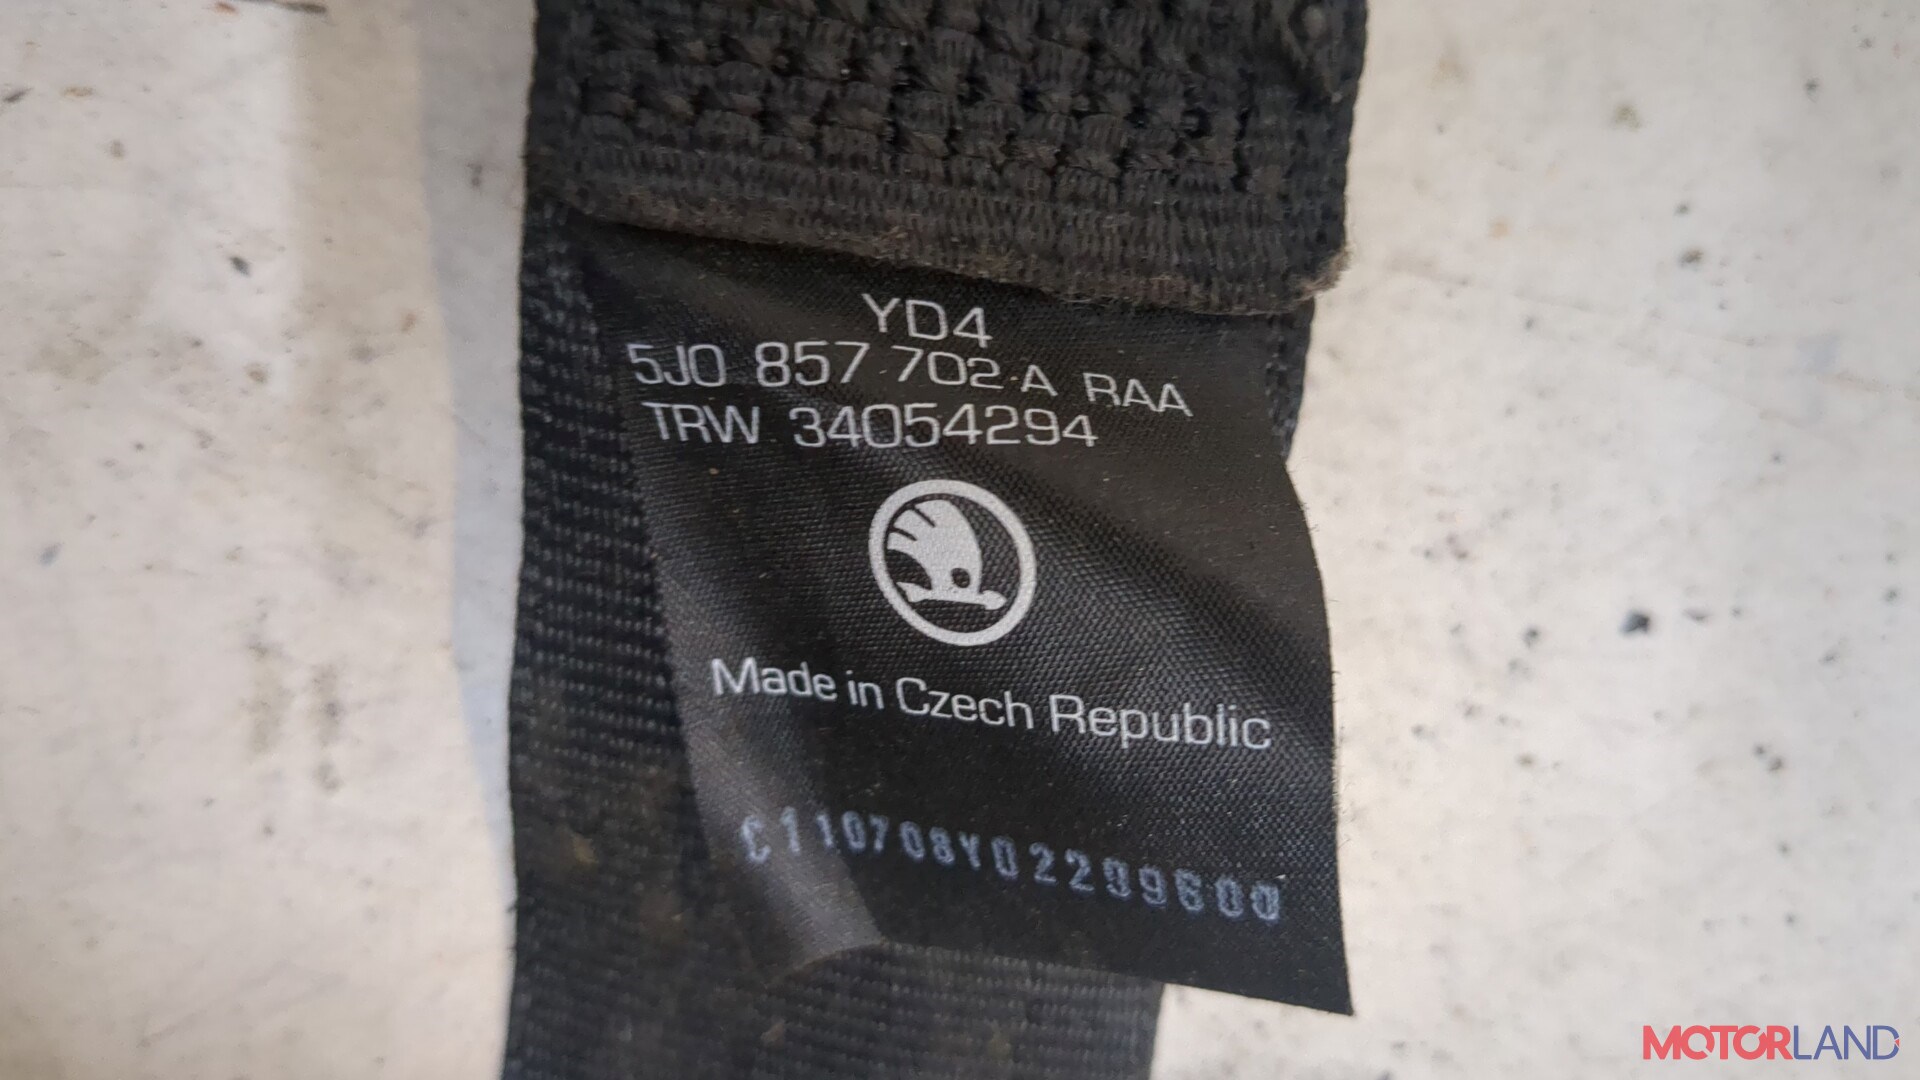 YD4
5J0 857 702 A RAA
TRW 34054294
Made in Czech Republic
C110708Y02299600
MOTORLAND